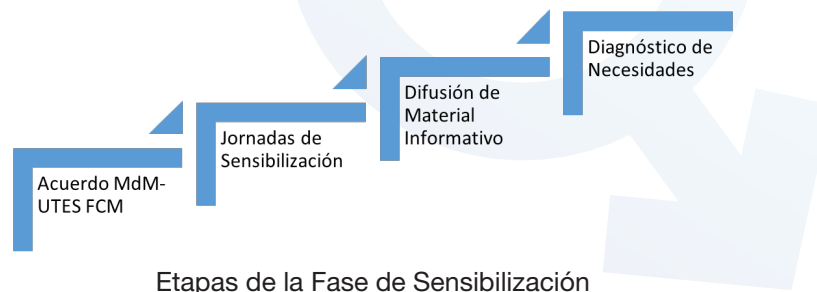 Acuerdo MdM-
UTES FCM
Jornadas de
Sensibilización
Difusión de
Material
Informativo
Diagnóstico de
Necesidades
Etapas de la Fase de Sensibilización